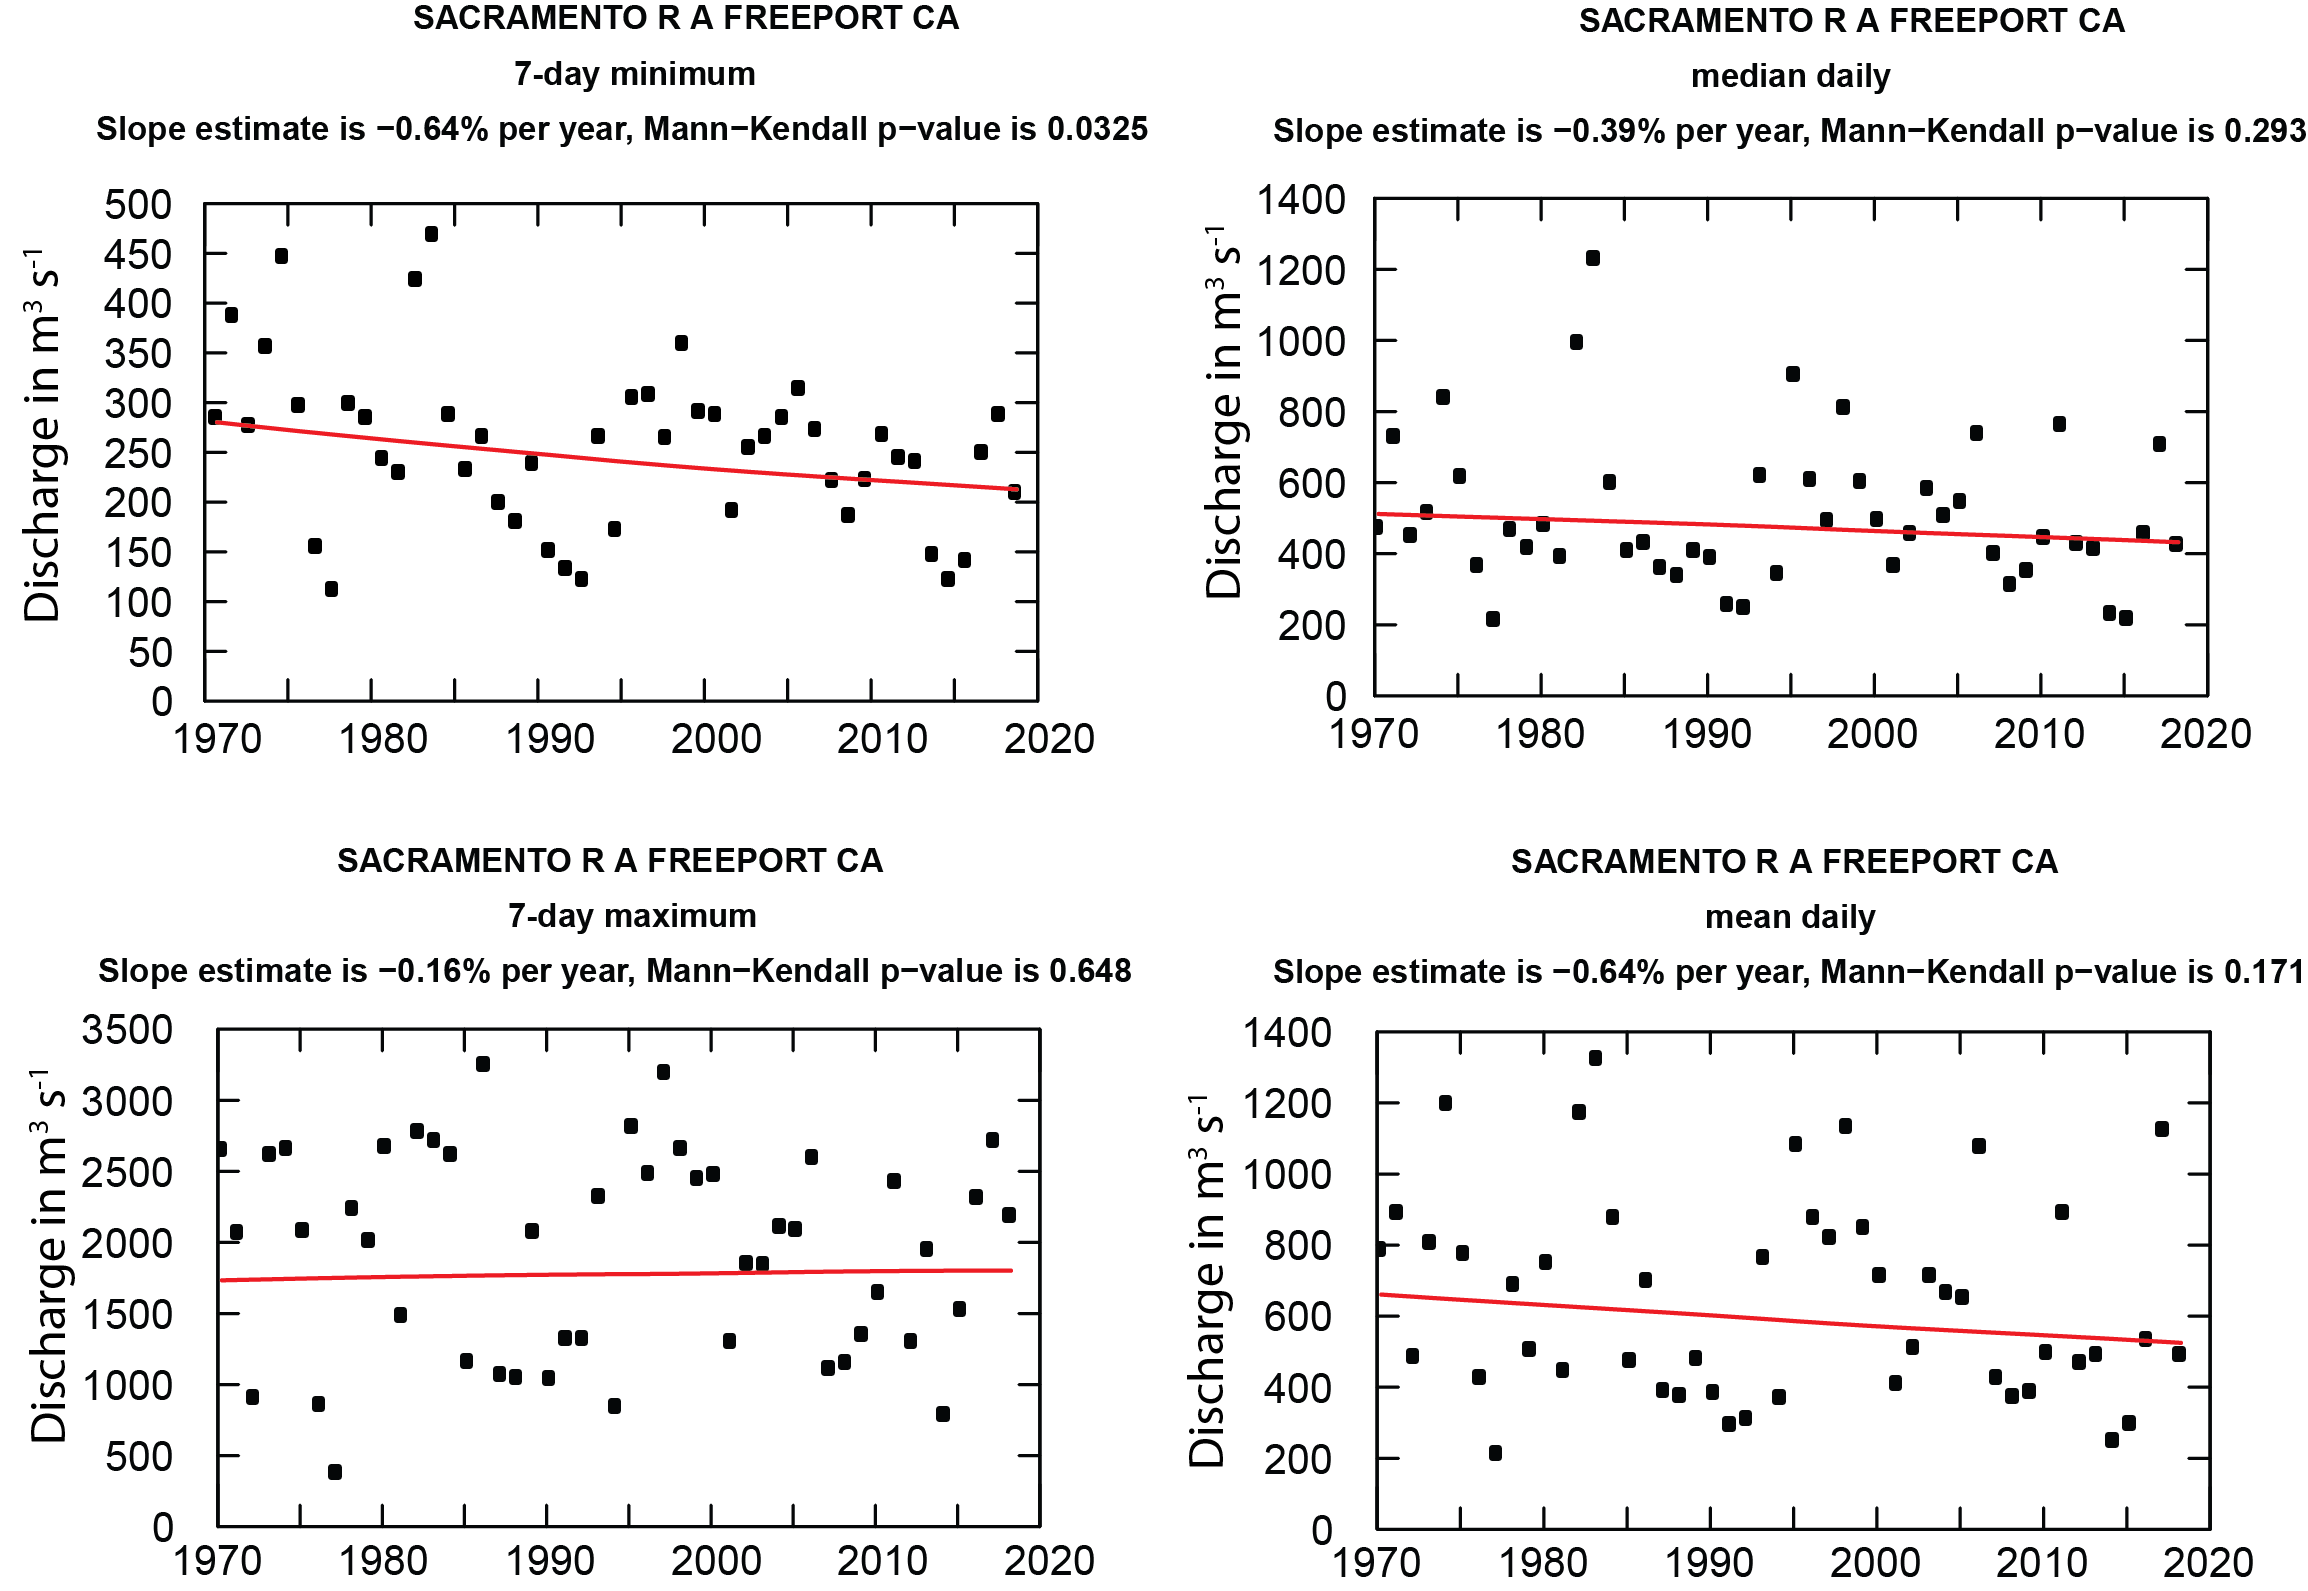 SACRAMENTO R A FREEPORT CA
7-day minimum
Slope estimate is −0.64% per year, Mann−Kendall p−value is 0.0325
Discharge in m³ s⁻¹
500
450
400
350
300
250
200
150
100
50
0
1970 1980 1990 2000 2010 2020
SACRAMENTO R A FREEPORT CA
median daily
Slope estimate is −0.39% per year, Mann−Kendall p−value is 0.293
Discharge in m³ s⁻¹
1400
1200
1000
800
600
400
200
0
1970 1980 1990 2000 2010 2020
SACRAMENTO R A FREEPORT CA
7-day maximum
Slope estimate is −0.16% per year, Mann−Kendall p−value is 0.648
Discharge in m³ s⁻¹
3500
3000
2500
2000
1500
1000
500
0
1970 1980 1990 2000 2010 2020
SACRAMENTO R A FREEPORT CA
mean daily
Slope estimate is −0.64% per year, Mann−Kendall p−value is 0.171
Discharge in m³ s⁻¹
1400
1200
1000
800
600
400
200
0
1970 1980 1990 2000 2010 2020